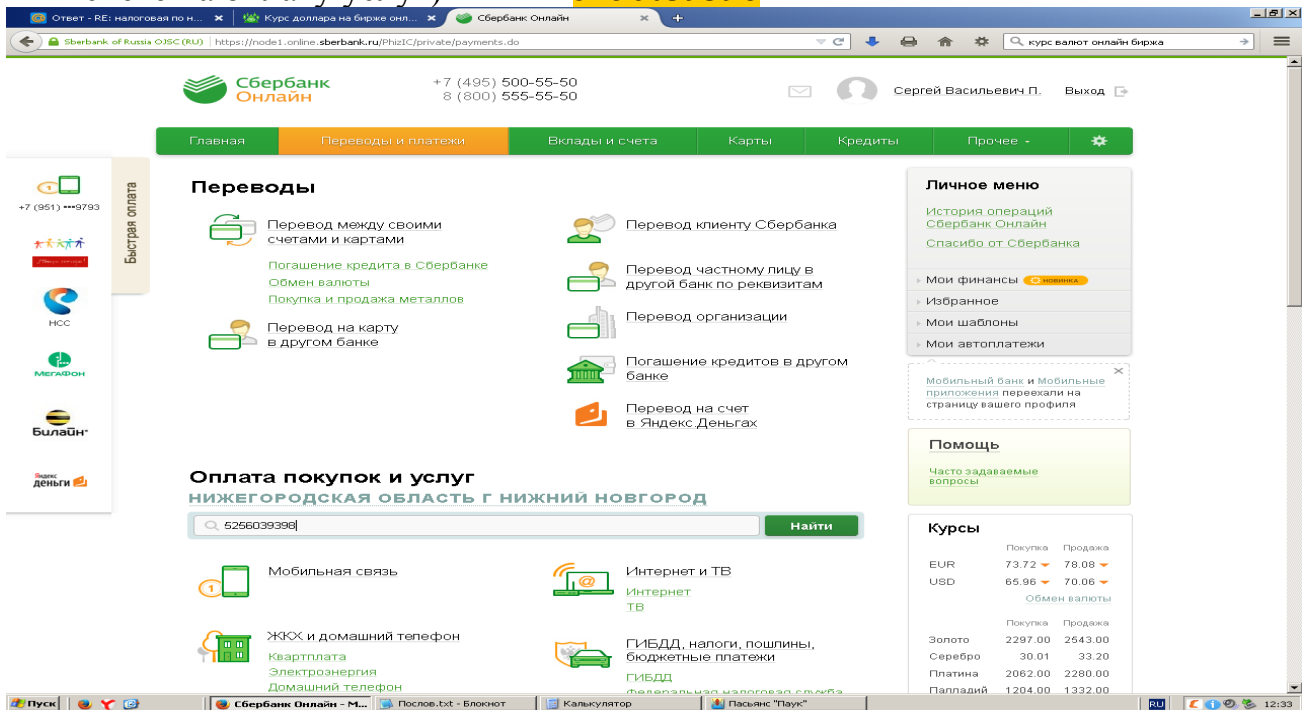 Ответ - RE: налоговая по н...
Курс доллара на бирже онл...
Сбербанк Онлайн
Sberbank of Russia OJSC (RU)
https://node1.online.sberbank.ru/PhizIC/private/payments.do
курс валют онлайн биржа
Сбербанк
Онлайн
+7 (495) 500-55-50
8 (800) 555-55-50
Сергей Васильевич П.
Выход
Главная
Переводы и платежи
Вклады и счета
Карты
Кредиты
Прочее
+7 (951) •••9793
НСС
МегаФон
Билайн
Яндекс
деньги
Быстрая оплата
Переводы
Перевод между своими
счетами и картами
Погашение кредита в Сбербанке
Обмен валюты
Покупка и продажа металлов
Перевод на карту
в другом банке
Перевод клиенту Сбербанка
Перевод частному лицу в
другой банк по реквизитам
Перевод организации
Погашение кредитов в другом
банке
Перевод на счет
в Яндекс.Деньгах
Оплата покупок и услуг
НИЖЕГОРОДСКАЯ ОБЛАСТЬ Г НИЖНИЙ НОВГОРОД
5256039398
Найти
Мобильная связь
Интернет и ТВ
Интернет
ТВ
ЖКХ и домашний телефон
Квартплата
Электроэнергия
Домашний телефон
ГИБДД, налоги, пошлины,
бюджетные платежи
ГИБДД
Федеральная налоговая служба
Личное меню
История операций
Сбербанк Онлайн
Спасибо от Сбербанка
Мои финансы
новинка
Избранное
Мои шаблоны
Мои автоплатежи
Мобильный банк и Мобильные
приложения переехали на
страницу вашего профиля
Помощь
Часто задаваемые
вопросы
Курсы
Покупка Продажа
EUR 73.72 78.08
USD 65.96 70.06
Обмен валюты
Покупка Продажа
Золото 2297.00 2543.00
Серебро 30.01 33.20
Платина 2062.00 2280.00
Палладий 1204.00 1332.00
Пуск
Сбербанк Онлайн - М...
Послов.txt - Блокнот
Калькулятор
Пасьянс "Паук"
RU
12:33